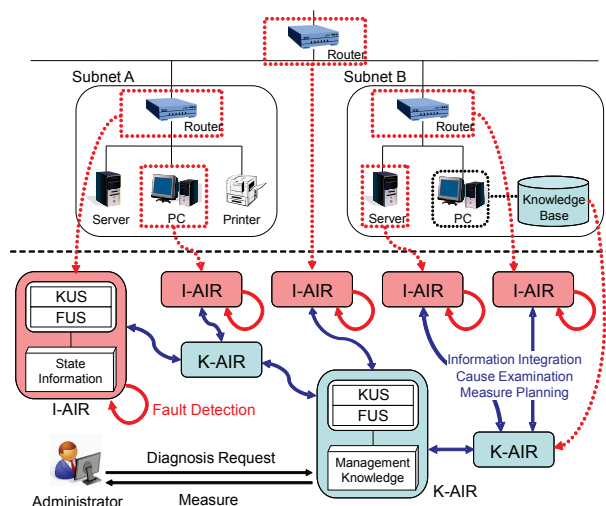 Router
Subnet A
Subnet B
Router
Router
Server
PC
Printer
Server
PC
Knowledge
Base
I-AIR
I-AIR
I-AIR
I-AIR
KUS
FUS
State
Information
I-AIR
Fault Detection
K-AIR
Information Integration
Cause Examination
Measure Planning
KUS
FUS
Management
Knowledge
K-AIR
K-AIR
Administrator
Diagnosis Request
Measure